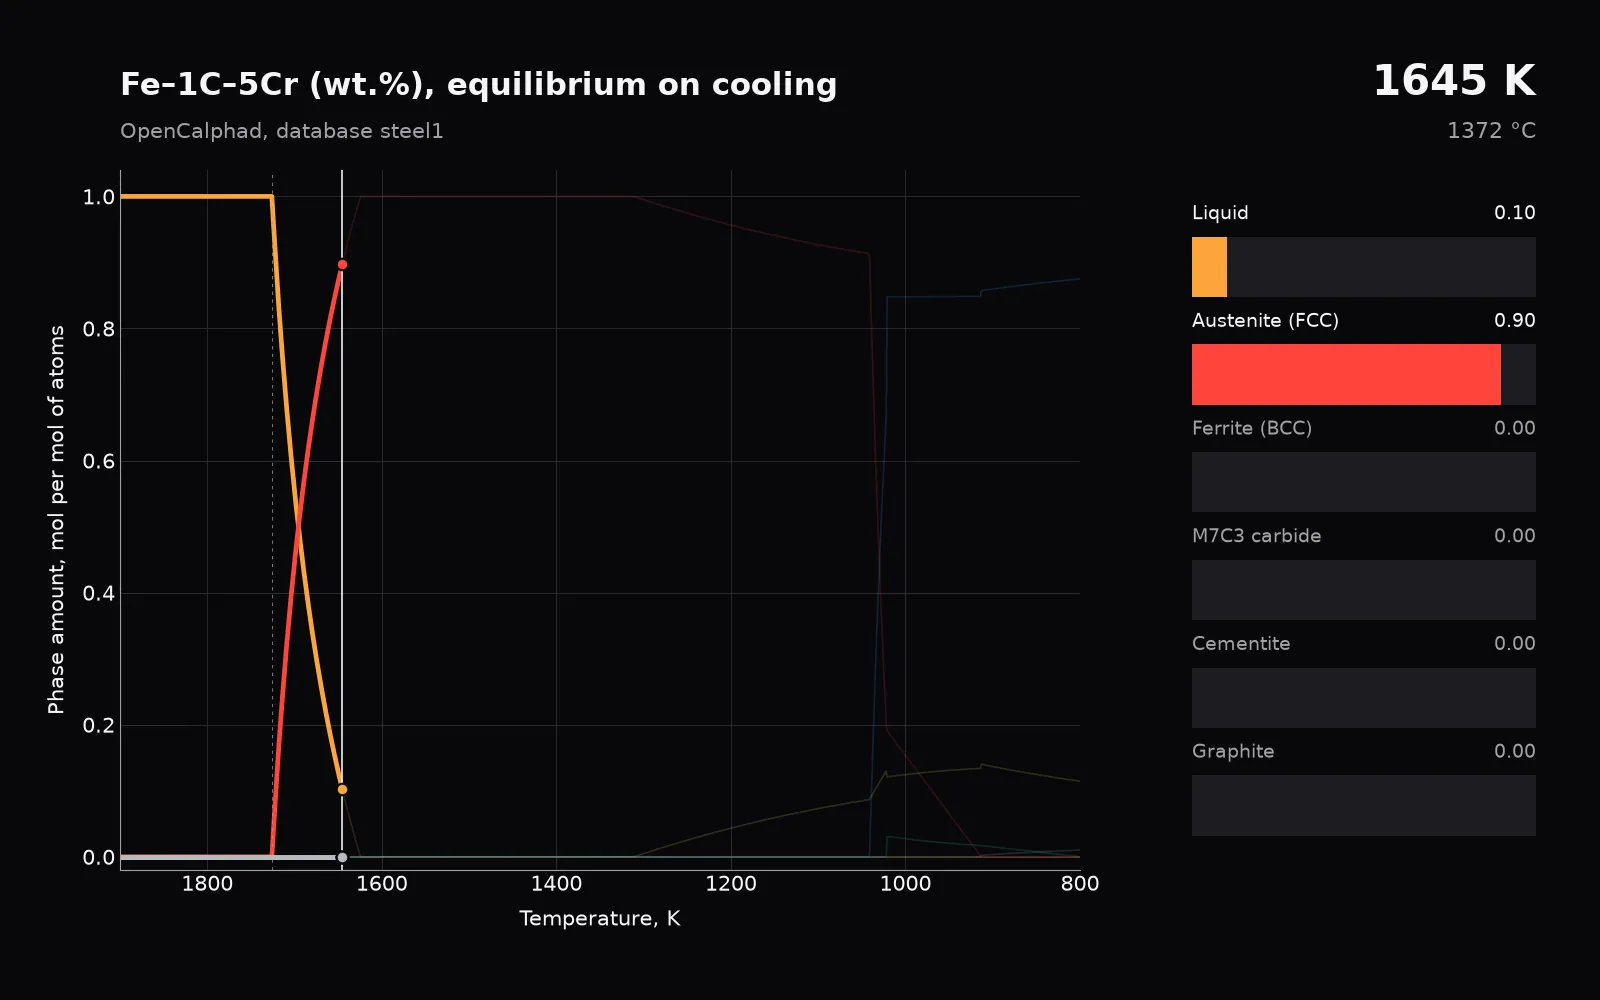 Fe–1C–5Cr (wt.%), equilibrium on cooling
OpenCalphad, database steel1
1645 K
1372 °C
Phase amount, mol per mol of atoms
1.0
0.8
0.6
0.4
0.2
0.0
1800 1600 1400 1200 1000 800
Temperature, K
Liquid 0.10
Austenite (FCC) 0.90
Ferrite (BCC) 0.00
M7C3 carbide 0.00
Cementite 0.00
Graphite 0.00